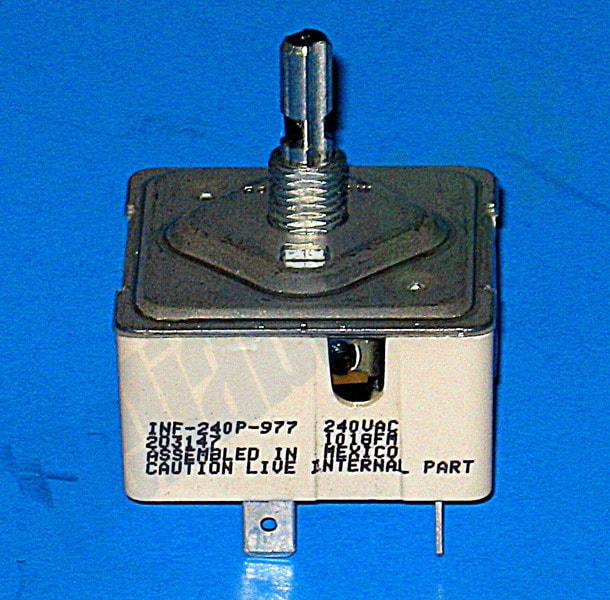 INF-240P-977 240VAC
203147 1018FM
ASSEMBLED IN MEXICO
CAUTION LIVE INTERNAL PART